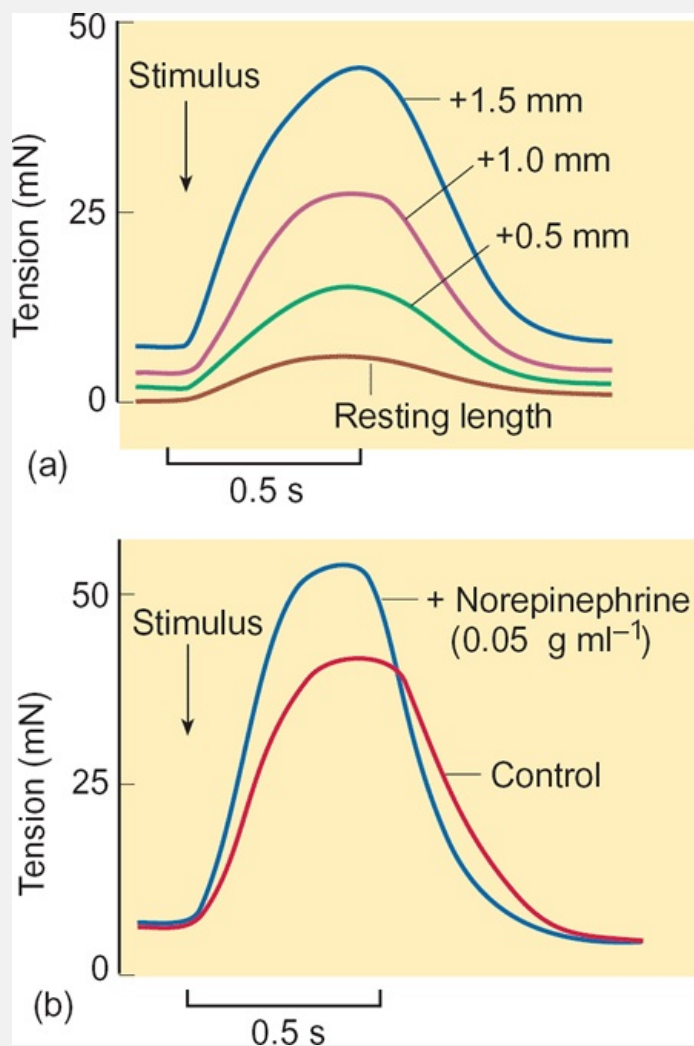 50
Stimulus
+1.5 mm
+1.0 mm
25
+0.5 mm
Tension (mN)
0
Resting length
(a)
0.5 s
50
+ Norepinephrine
(0.05 g ml⁻¹)
Stimulus
Tension (mN)
25
Control
0
(b)
0.5 s